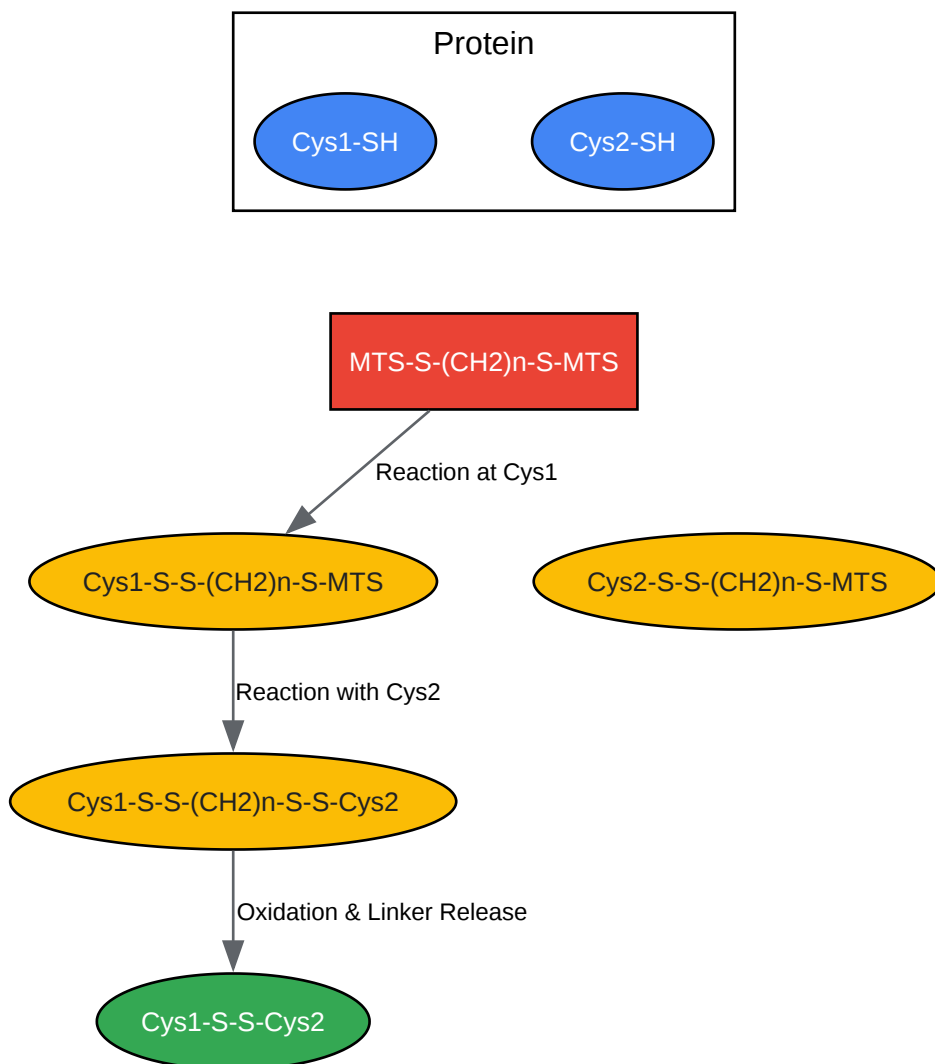 Protein
Cys1-SH
Cys2-SH
MTS-S-(CH2)n-S-MTS
Reaction at Cys1
Cys1-S-S-(CH2)n-S-MTS
Cys2-S-S-(CH2)n-S-MTS
Reaction with Cys2
Cys1-S-S-(CH2)n-S-S-Cys2
Oxidation & Linker Release
Cys1-S-S-Cys2